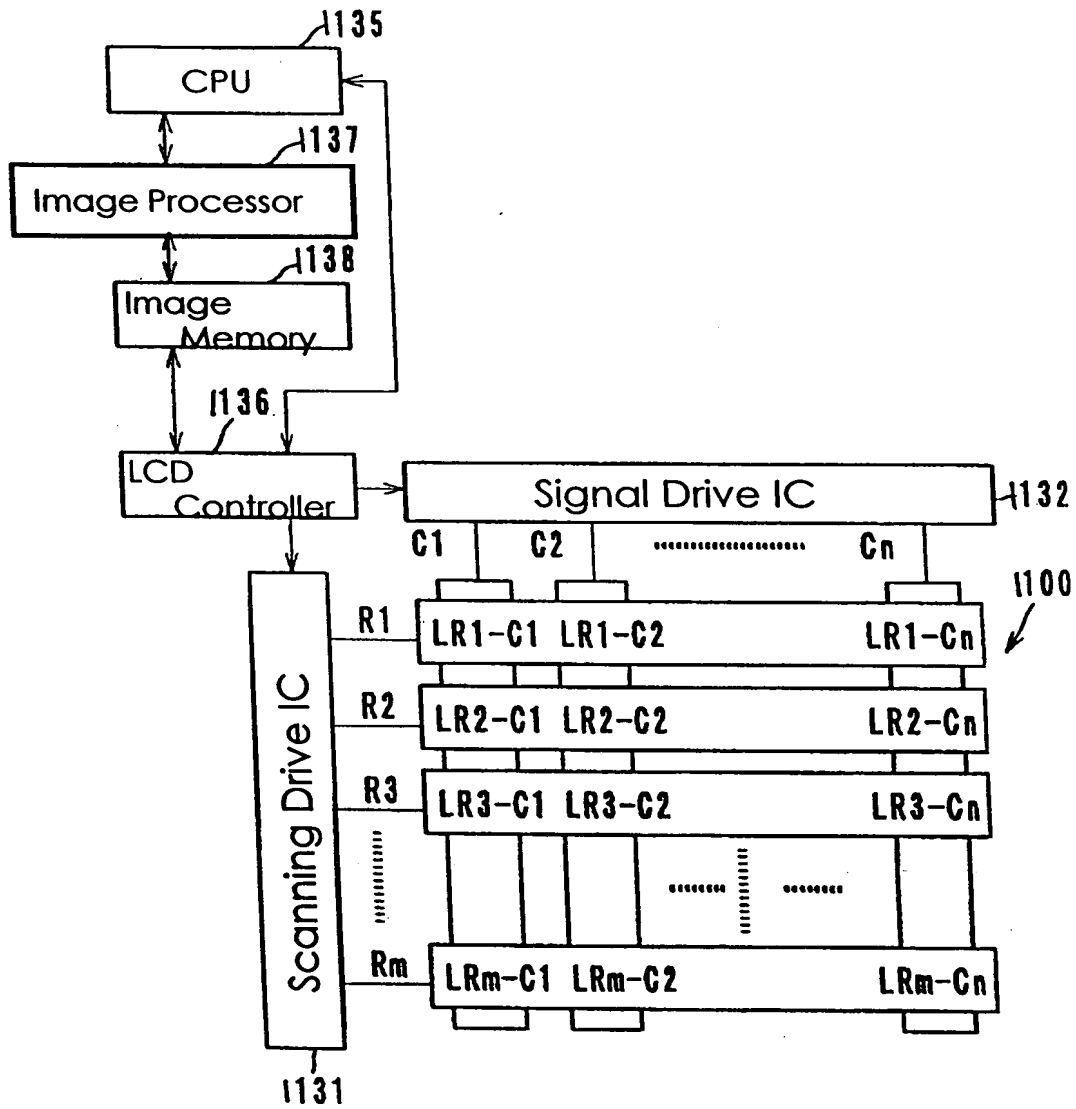 1135
CPU
1137
Image Processor
1138
Image
Memory
1136
LCD
Controller
Signal Drive IC
1132
C1
C2
Cn
1100
R1
LR1-C1
LR1-C2
LR1-Cn
R2
LR2-C1
LR2-C2
LR2-Cn
R3
LR3-C1
LR3-C2
LR3-Cn
Scanning Drive IC
Rm
LRm-C1
LRm-C2
LRm-Cn
1131